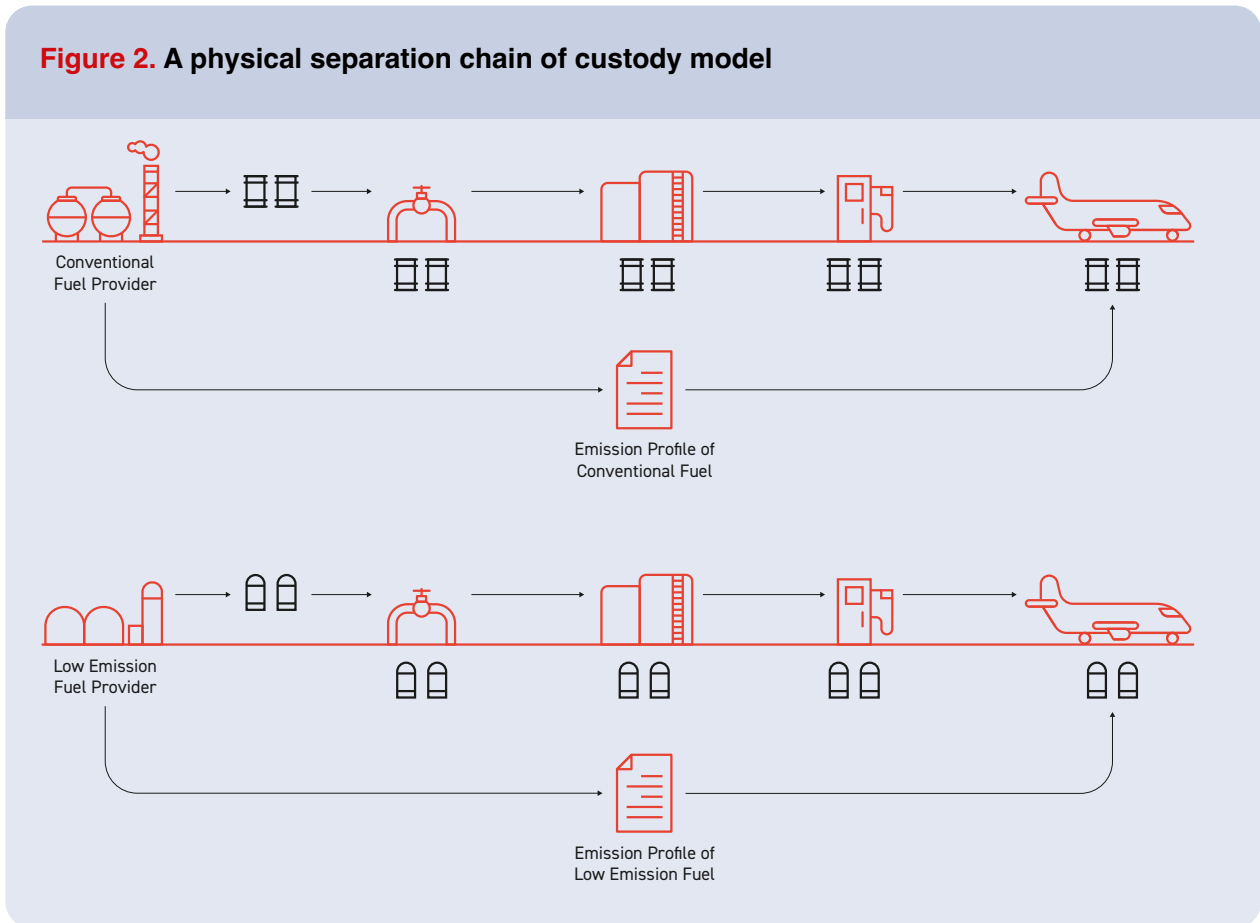 Figure 2. A physical separation chain of custody model
Conventional
Fuel Provider
Emission Profile of
Conventional Fuel
Low Emission
Fuel Provider
Emission Profile of
Low Emission Fuel